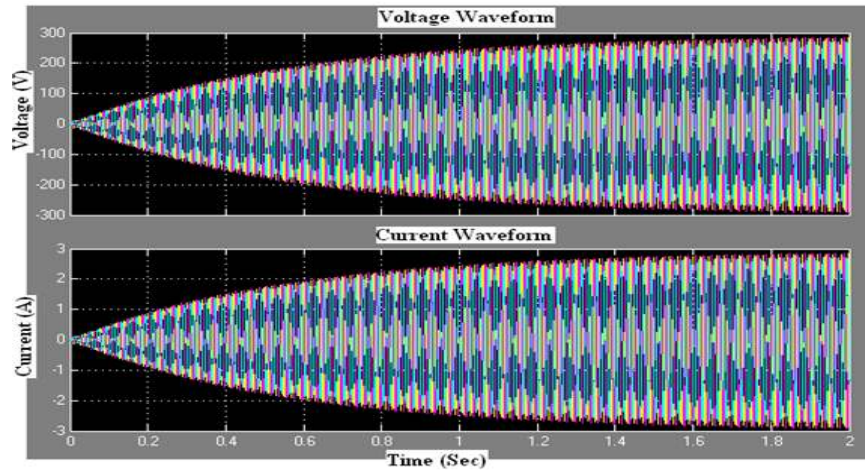 Voltage Waveform
Voltage (V)
300
200
100
0
-100
-200
-300
Current Waveform
Current (A)
3
2
1
0
-1
-2
-3
0 0.2 0.4 0.6 0.8 1 1.2 1.4 1.6 1.8 2
Time (Sec)